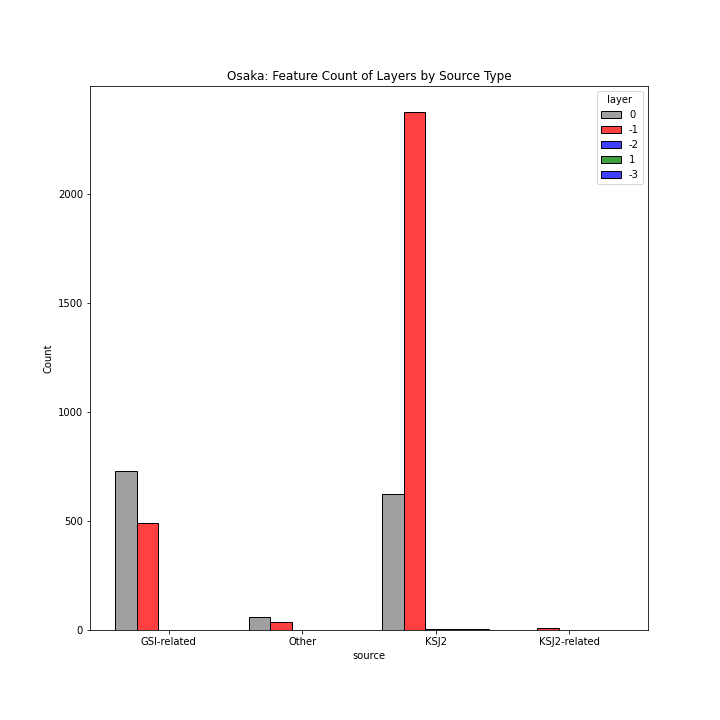 Osaka: Feature Count of Layers by Source Type
layer
0
-1
-2
1
-3
2000
1500
1000
500
0
Count
GSI-related
Other
KSJ2
KSJ2-related
source